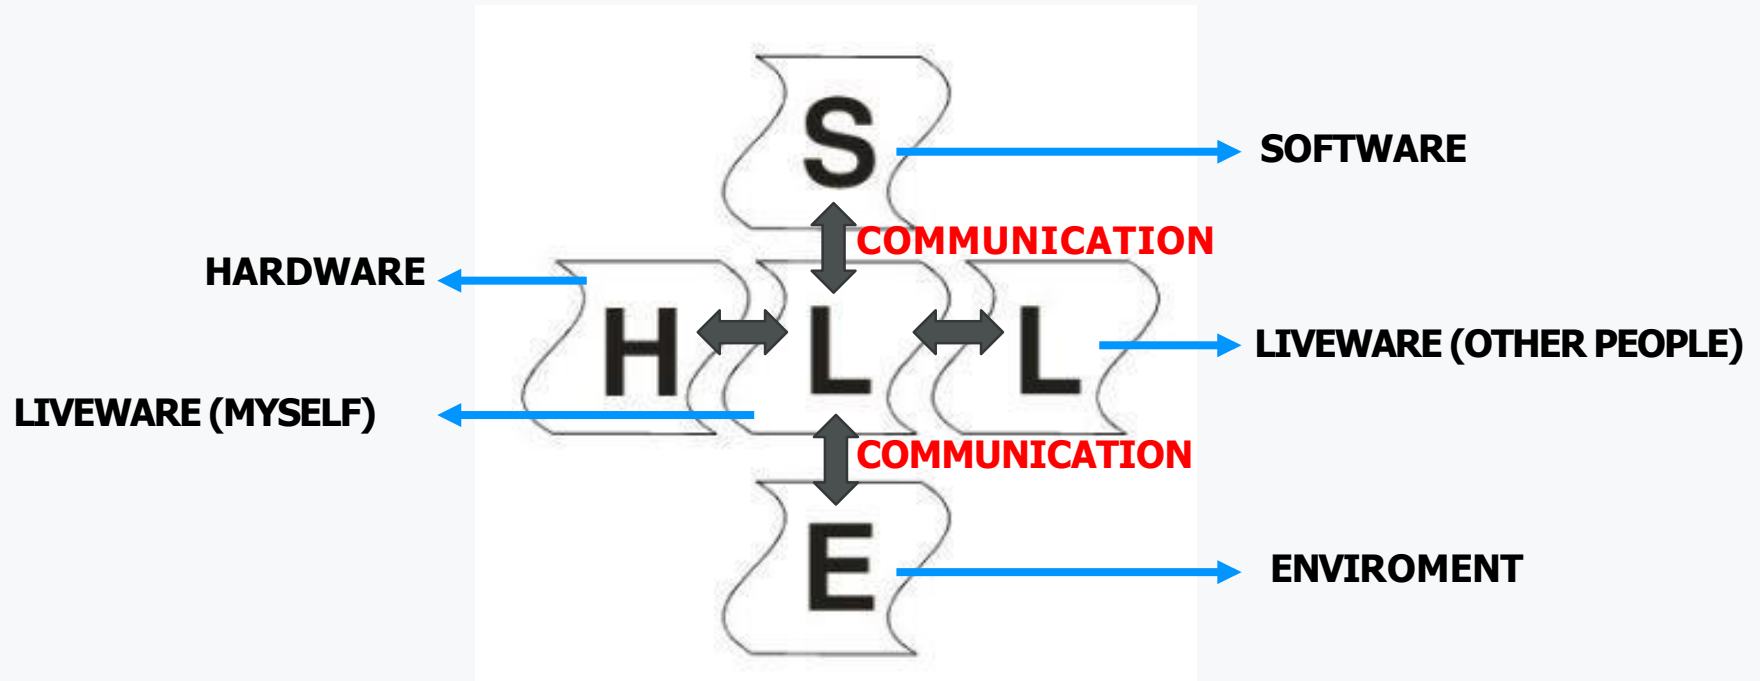 S
SOFTWARE
COMMUNICATION
HARDWARE
H L L
LIVEWARE (OTHER PEOPLE)
LIVEWARE (MYSELF)
COMMUNICATION
E
ENVIROMENT